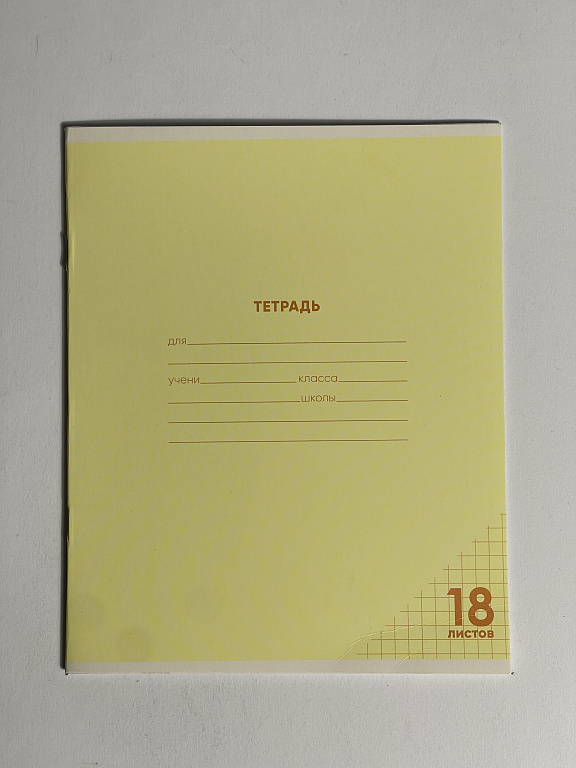 ТЕТРАДЬ
для
учени класса
школы
18
листов